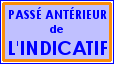 PASSÉ ANTÉRIEUR
de
L'INDICATIF